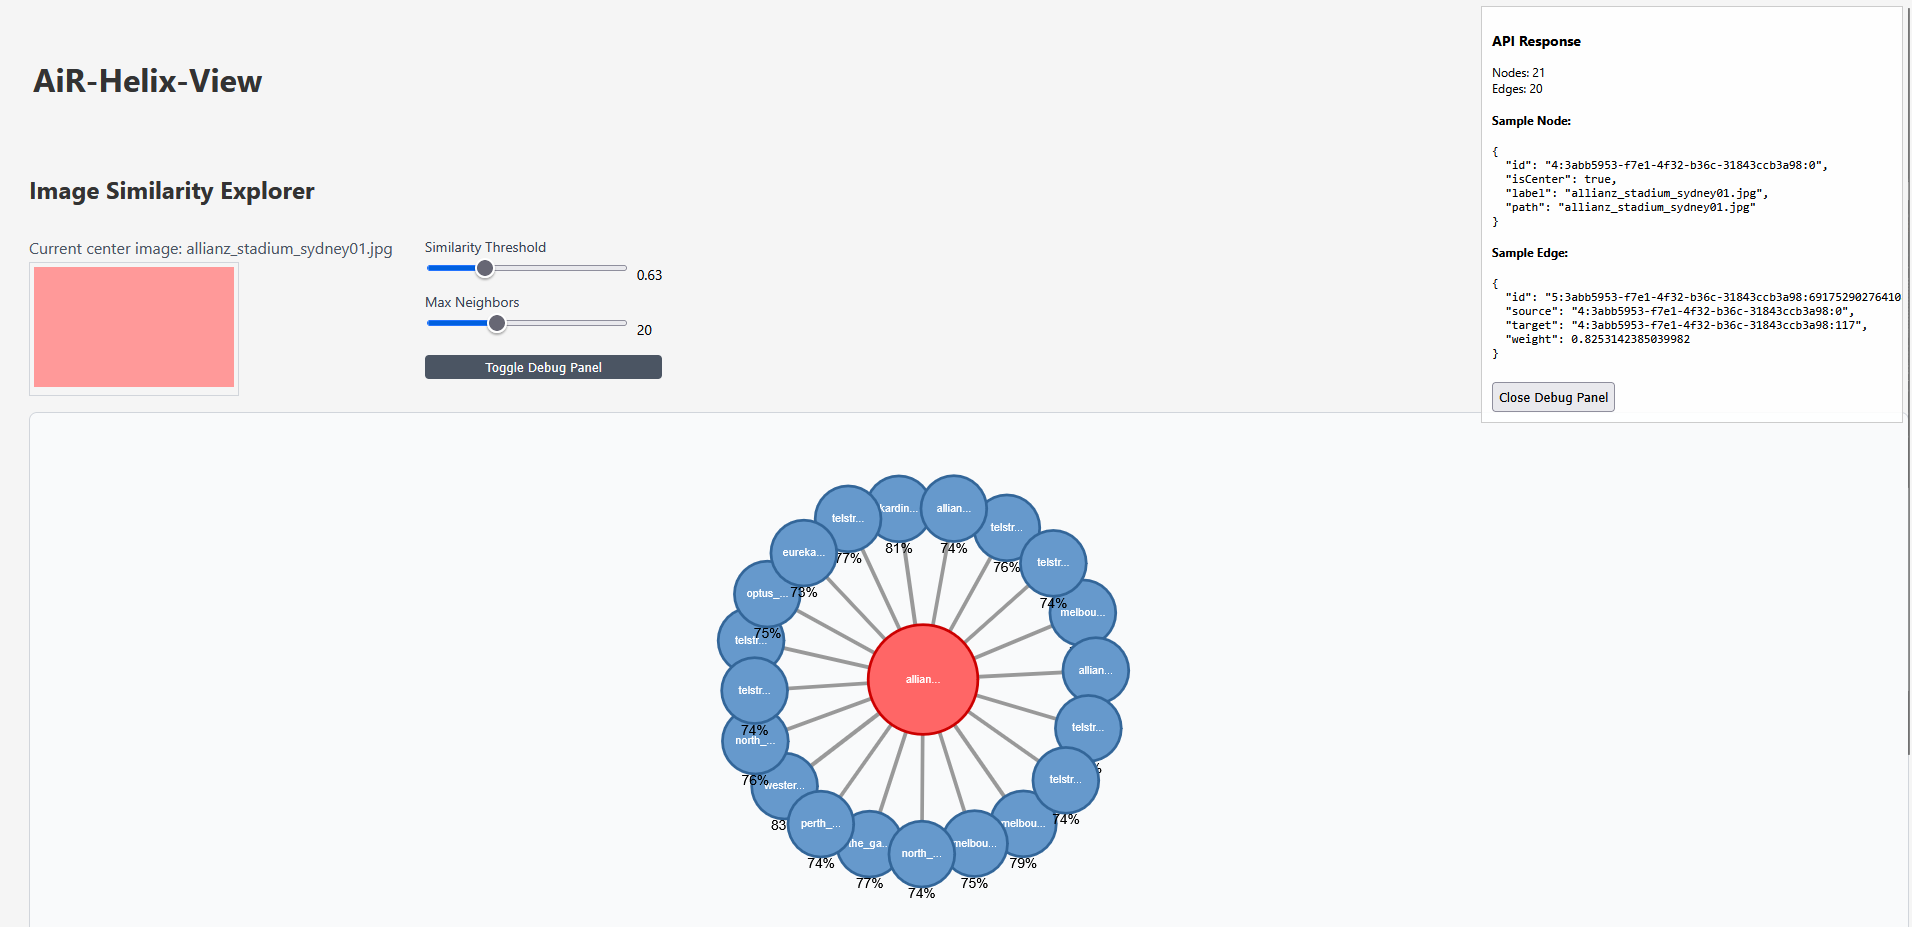 AiR-Helix-View
Image Similarity Explorer
Current center image: allianz_stadium_sydney01.jpg
Similarity Threshold
0.63
Max Neighbors
20
Toggle Debug Panel
API Response
Nodes: 21
Edges: 20
Sample Node:
{
"id": "4:3abb5953-f7e1-4f32-b36c-31843ccb3a98:0",
"isCenter": true,
"label": "allianz_stadium_sydney01.jpg",
"path": "allianz_stadium_sydney01.jpg"
}
Sample Edge:
{
"id": "5:3abb5953-f7e1-4f32-b36c-31843ccb3a98:69175290276410
"source": "4:3abb5953-f7e1-4f32-b36c-31843ccb3a98:0",
"target": "4:3abb5953-f7e1-4f32-b36c-31843ccb3a98:117",
"weight": 0.8253142385039982
}
Close Debug Panel
kardin...
81%
allian...
74%
telstr...
76%
telstr...
74%
melbou...
allian...
telstr...
%
telstr...
74%
melbou...
79%
melbou...
75%
north_...
74%
he_ga...
77%
perth_...
74%
wester...
83
north_...
76%
telstr...
74%
telstr...
optus_...
75%
eureka...
73%
telstr...
77%
allian...